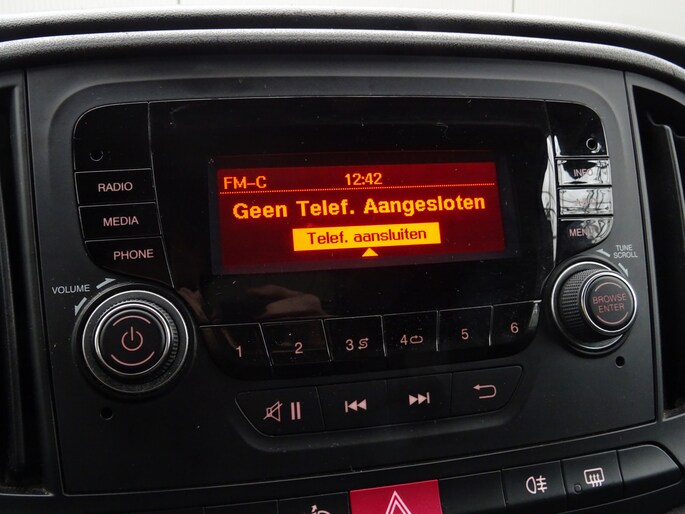 FM-C 12:42
Geen Telef. Aangesloten
Telef. aansluiten
RADIO
MEDIA
PHONE
INFO
MENU
VOLUME
TUNE
SCROLL
BROWSE
ENTER
1 2 3 4 5 6